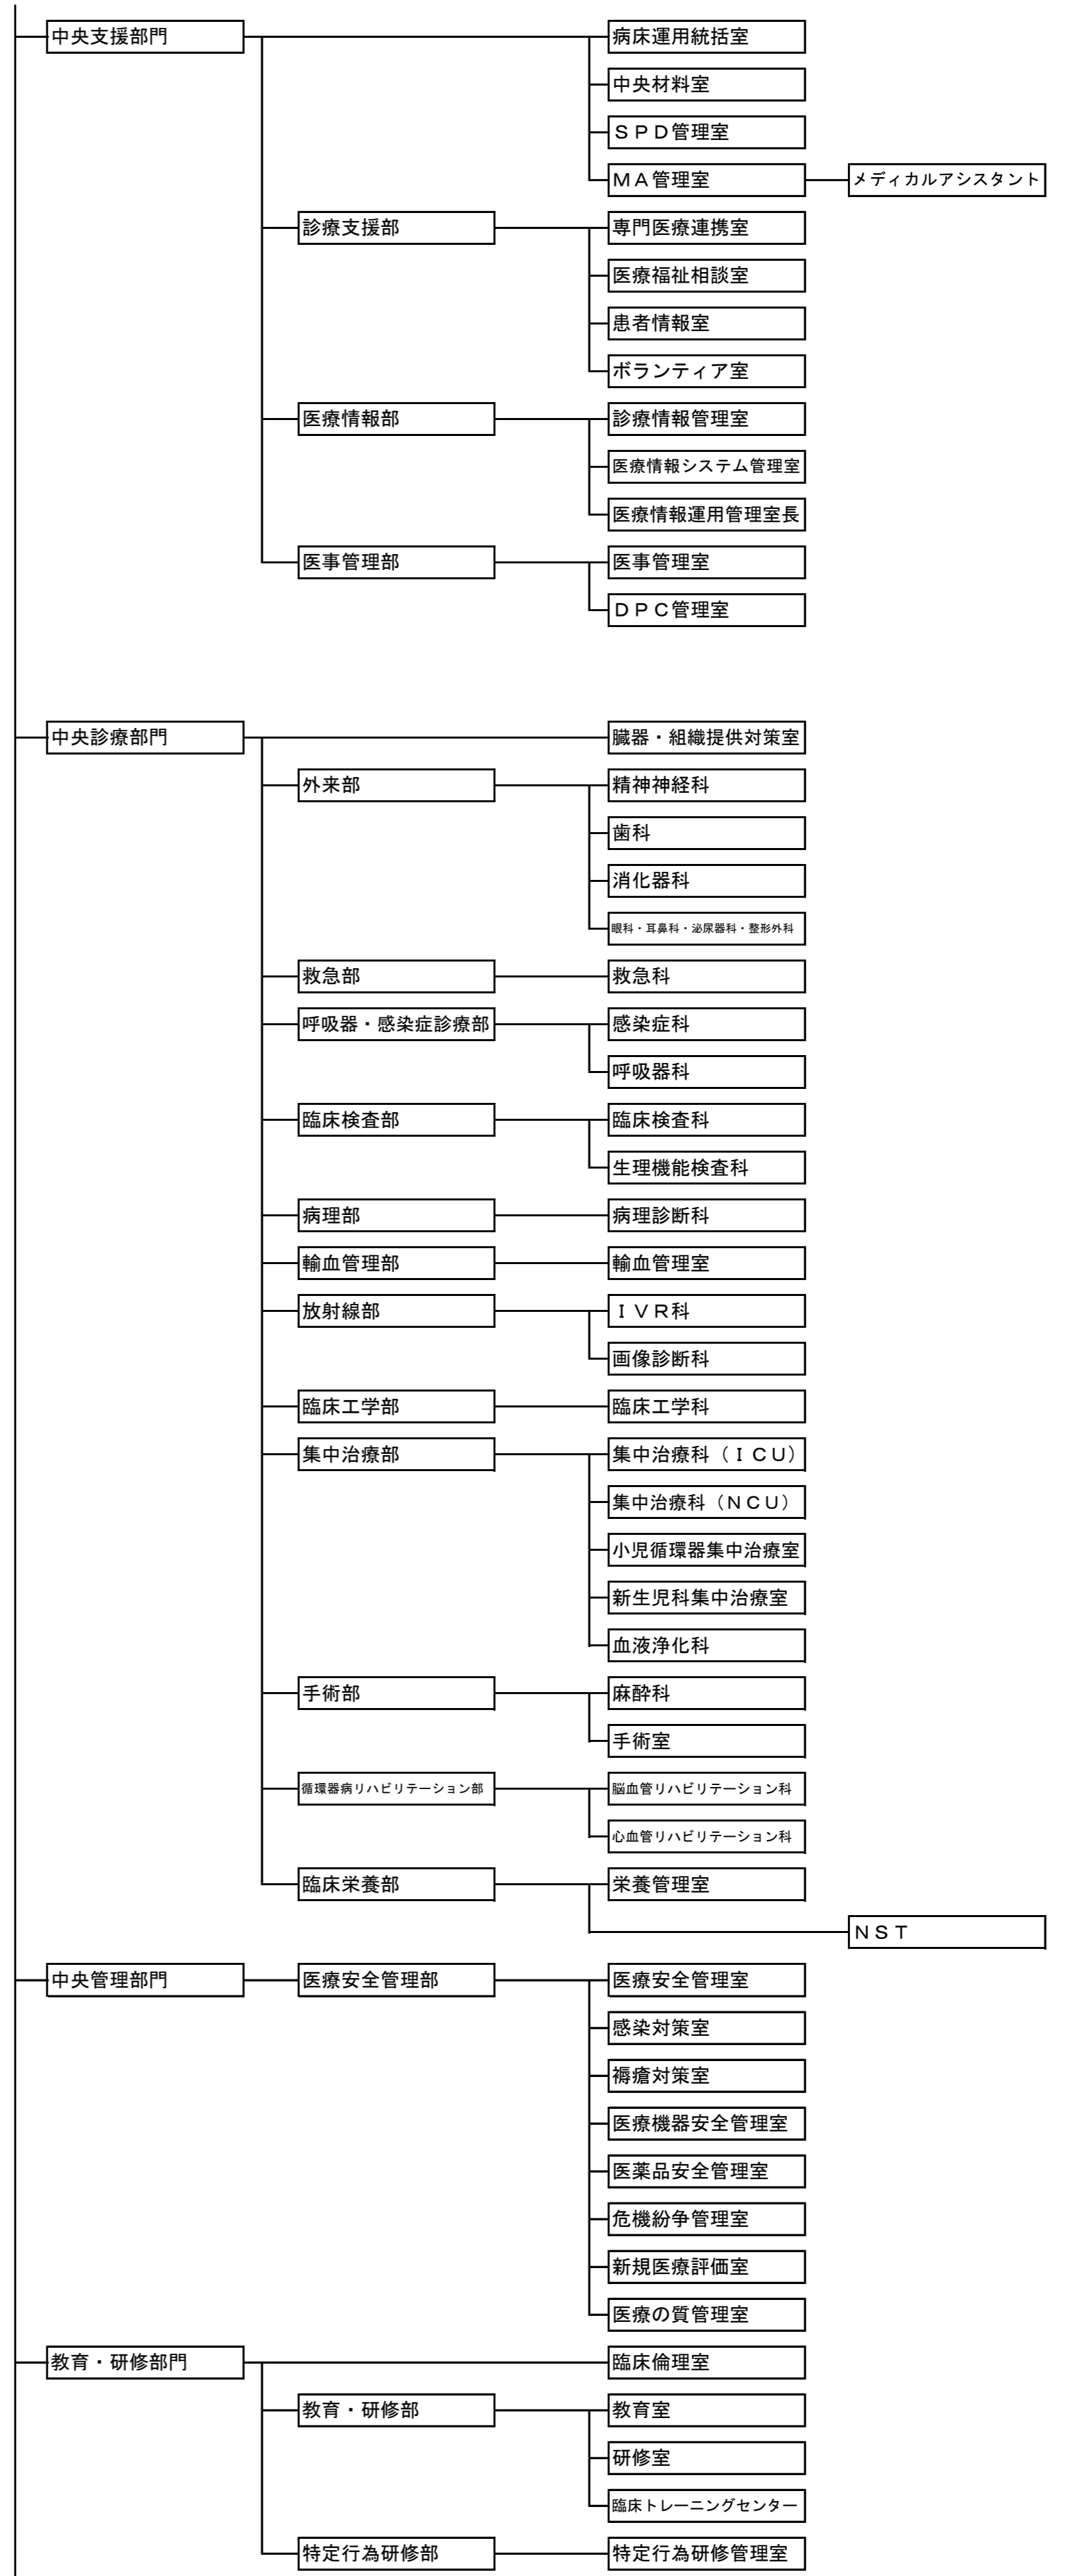 中央支援部門
病床運用統括室
中央材料室
ＳＰＤ管理室
ＭＡ管理室
メディカルアシスタント
診療支援部
専門医療連携室
医療福祉相談室
患者情報室
ボランティア室
医療情報部
診療情報管理室
医療情報システム管理室
医療情報運用管理室長
医事管理部
医事管理室
ＤＰＣ管理室
中央診療部門
臓器・組織提供対策室
外来部
精神神経科
歯科
消化器科
眼科・耳鼻科・泌尿器科・整形外科
救急部
救急科
呼吸器・感染症診療部
感染症科
呼吸器科
臨床検査部
臨床検査科
生理機能検査科
病理部
病理診断科
輸血管理部
輸血管理室
放射線部
ＩＶＲ科
画像診断科
臨床工学部
臨床工学科
集中治療部
集中治療科（ＩＣＵ）
集中治療科（ＮＣＵ）
小児循環器集中治療室
新生児科集中治療室
血液浄化科
手術部
麻酔科
手術室
循環器病リハビリテーション部
脳血管リハビリテーション科
心血管リハビリテーション科
臨床栄養部
栄養管理室
ＮＳＴ
中央管理部門
医療安全管理部
医療安全管理室
感染対策室
褥瘡対策室
医療機器安全管理室
医薬品安全管理室
危機紛争管理室
新規医療評価室
医療の質管理室
教育・研修部門
臨床倫理室
教育・研修部
教育室
研修室
臨床トレーニングセンター
特定行為研修部
特定行為研修管理室